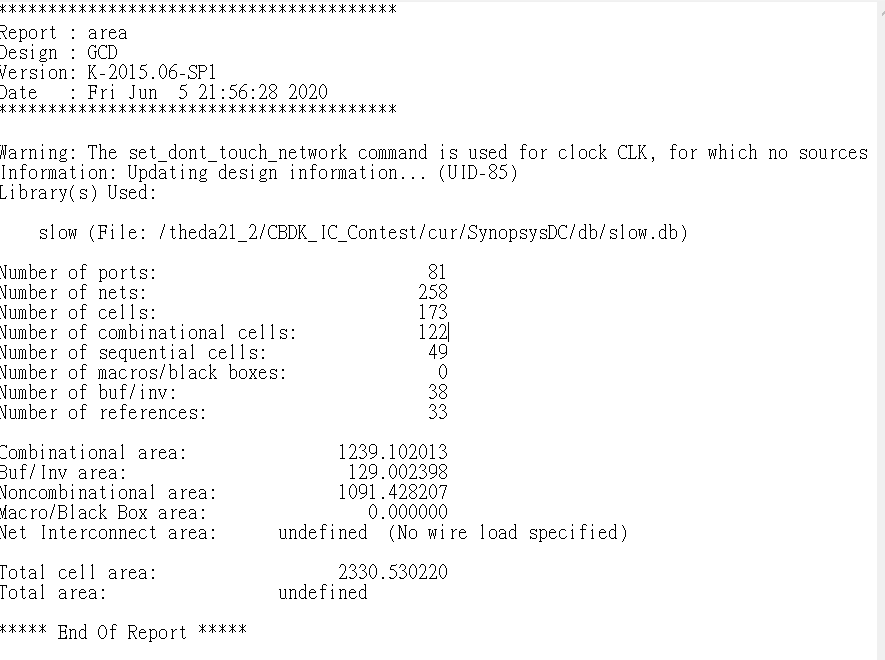 ****************************************
Report : area
Design : GCD
Version: K-2015.06-SP1
Date   : Fri Jun  5 21:56:28 2020
****************************************
Warning: The set_dont_touch_network command is used for clock CLK, for which no sources
Information: Updating design information... (UID-85)
Library(s) Used:
slow (File: /theda21_2/CBDK_IC_Contest/cur/SynopsysDC/db/slow.db)
Number of ports: 81
Number of nets: 258
Number of cells: 173
Number of combinational cells: 122
Number of sequential cells: 49
Number of macros/black boxes: 0
Number of buf/inv: 38
Number of references: 33
Combinational area: 1239.102013
Buf/Inv area: 129.002398
Noncombinational area: 1091.428207
Macro/Black Box area: 0.000000
Net Interconnect area: undefined  (No wire load specified)
Total cell area: 2330.530220
Total area: undefined
***** End Of Report *****